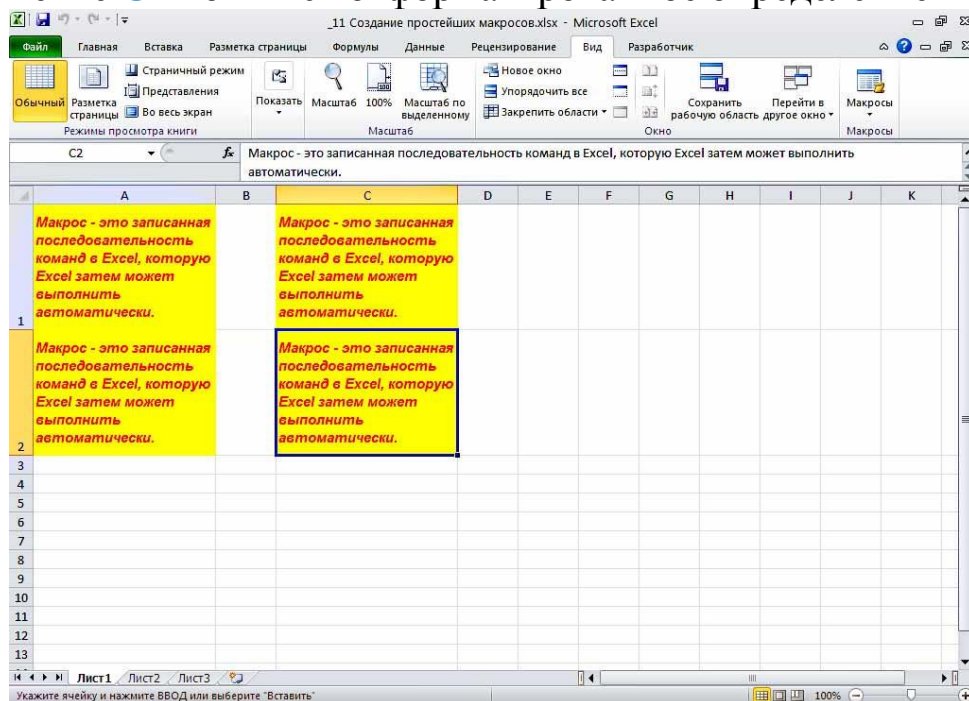 _11 Создание простейших макросов.xlsx - Microsoft Excel
Файл Главная Вставка Разметка страницы Формулы Данные Рецензирование Вид Разработчик
Обычный
Разметка страницы
Страничный режим
Представления
Во весь экран
Режимы просмотра книги
Показать
Масштаб
100%
Масштаб по выделенному
Масштаб
Новое окно
Упорядочить все
Закрепить области
Сохранить рабочую область
Перейти в другое окно
Окно
Макросы
Макросы
C2
fx
Макрос - это записанная последовательность команд в Excel, которую Excel затем может выполнить
автоматически.
A B C D E F G H I J K
Макрос - это записанная
последовательность
команд в Excel, которую
Excel затем может
выполнить
автоматически.
Макрос - это записанная
последовательность
команд в Excel, которую
Excel затем может
выполнить
автоматически.
1
Макрос - это записанная
последовательность
команд в Excel, которую
Excel затем может
выполнить
автоматически.
Макрос - это записанная
последовательность
команд в Excel, которую
Excel затем может
выполнить
автоматически.
2
3
4
5
6
7
8
9
10
11
12
13
Лист1 Лист2 Лист3
Укажите ячейку и нажмите ВВОД или выберите "Вставить"
100%